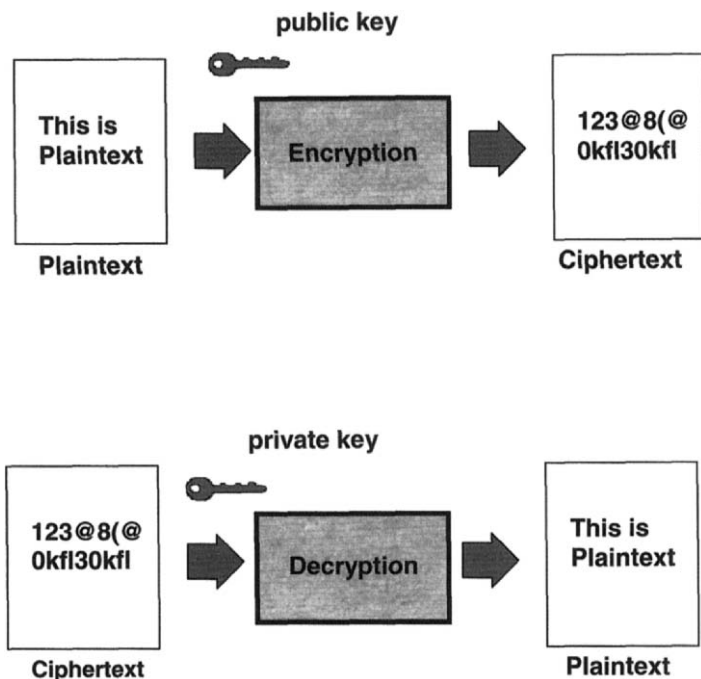 public key
This is
Plaintext
Encryption
123@8(@
0kfl30kfl
Plaintext
Ciphertext
private key
123@8(@
0kfl30kfl
Decryption
This is
Plaintext
Ciphertext
Plaintext